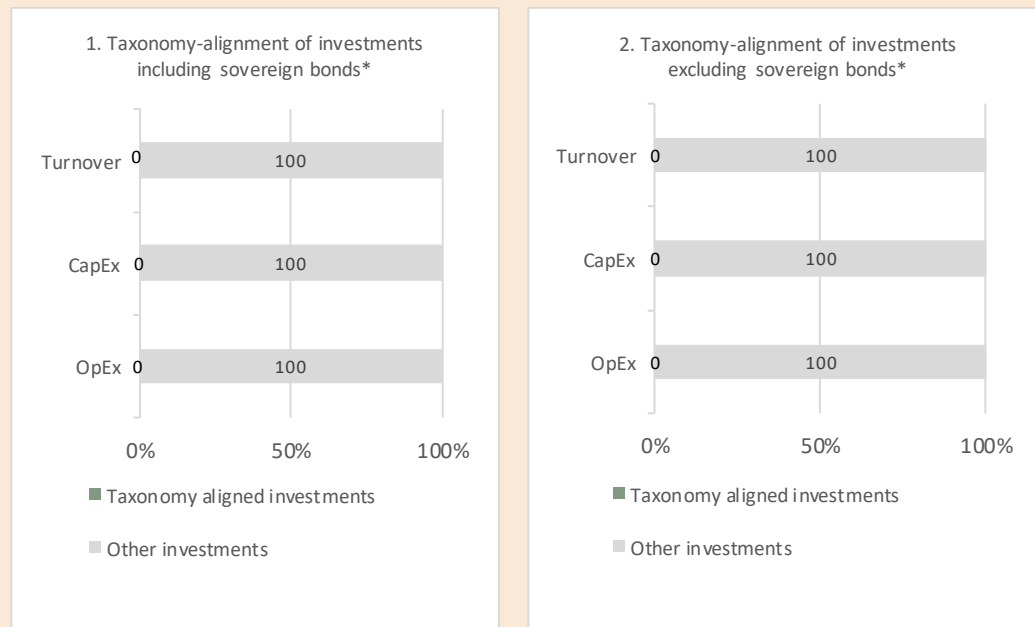 1. Taxonomy-alignment of investments
including sovereign bonds*
Turnover 0 100
CapEx 0 100
OpEx 0 100
0% 50% 100%
Taxonomy aligned investments
Other investments
2. Taxonomy-alignment of investments
excluding sovereign bonds*
Turnover 0 100
CapEx 0 100
OpEx 0 100
0% 50% 100%
Taxonomy aligned investments
Other investments